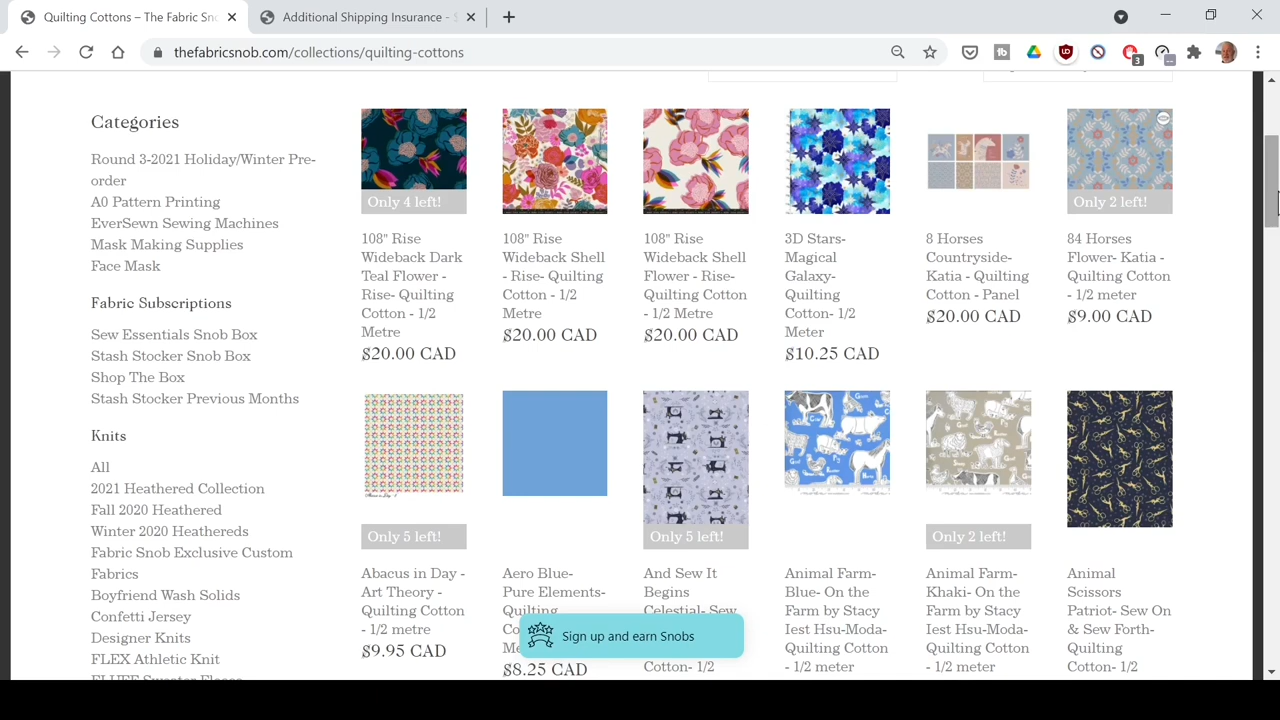 Quilting Cottons – The Fabric Sno
Additional Shipping Insurance -
thefabricsnob.com/collections/quilting-cottons
3
Categories
Round 3-2021 Holiday/Winter Pre-
order
A0 Pattern Printing
EverSewn Sewing Machines
Mask Making Supplies
Face Mask
Fabric Subscriptions
Sew Essentials Snob Box
Stash Stocker Snob Box
Shop The Box
Stash Stocker Previous Months
Knits
All
2021 Heathered Collection
Fall 2020 Heathered
Winter 2020 Heathereds
Fabric Snob Exclusive Custom
Fabrics
Boyfriend Wash Solids
Confetti Jersey
Designer Knits
FLEX Athletic Knit
FLUFF Sweater Fleece
Only 4 left!
108" Rise
Wideback Dark
Teal Flower -
Rise- Quilting
Cotton - 1/2
Metre
$20.00 CAD
108" Rise
Wideback Shell
- Rise- Quilting
Cotton - 1/2
Metre
$20.00 CAD
108" Rise
Wideback Shell
Flower - Rise-
Quilting Cotton
- 1/2 Metre
$20.00 CAD
3D Stars-
Magical
Galaxy-
Quilting
Cotton- 1/2
Meter
$10.25 CAD
8 Horses
Countryside-
Katia - Quilting
Cotton - Panel
$20.00 CAD
Only 2 left!
84 Horses
Flower- Katia -
Quilting Cotton
- 1/2 meter
$9.00 CAD
Only 5 left!
Abacus in Day -
Art Theory -
Quilting Cotton
- 1/2 metre
$9.95 CAD
Aero Blue-
Pure Elements-
Quilting
$8.25 CAD
Only 5 left!
And Sew It
Begins
Celestial- Sew
Cotton- 1/2
Animal Farm-
Blue- On the
Farm by Stacy
Iest Hsu-Moda-
Quilting Cotton
- 1/2 meter
Only 2 left!
Animal Farm-
Khaki- On the
Farm by Stacy
Iest Hsu-Moda-
Quilting Cotton
- 1/2 meter
Animal
Scissors
Patriot- Sew On
& Sew Forth-
Quilting
Cotton- 1/2
Sign up and earn Snobs